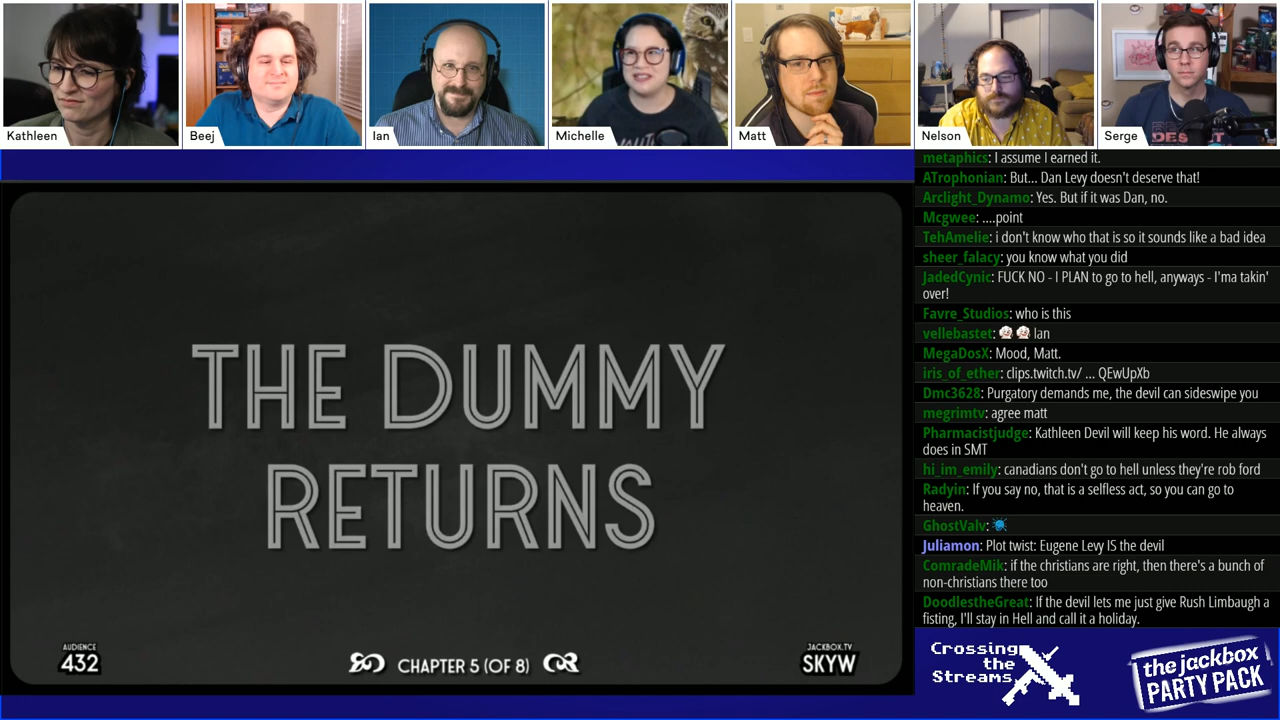 Kathleen
Beej
Ian
Michelle
Matt
Nelson
Serge
THE DUMMY
RETURNS
AUDIENCE
432
CHAPTER 5 (OF 8)
JACKBOX.TV
SKYW
metaphics: I assume I earned it.
ATrophonian: But... Dan Levy doesn't deserve that!
Arclight_Dynamo: Yes. But if it was Dan, no.
Mcgwee: ....point
TehAmelie: i don't know who that is so it sounds like a bad idea
sheer_falacy: you know what you did
JadedCynic: FUCK NO - I PLAN to go to hell, anyways - I'ma takin'
over!
Favre_Studios: who is this
vellebastet: Ian
MegaDosX: Mood, Matt.
iris_of_ether: clips.twitch.tv/ ... QEwUpXb
Dmc3628: Purgatory demands me, the devil can sideswipe you
megrimtv: agree matt
Pharmacistjudge: Kathleen Devil will keep his word. He always
does in SMT
hi_im_emily: canadians don't go to hell unless they're rob ford
Radyin: If you say no, that is a selfless act, so you can go to
heaven.
GhostValv:
Juliamon: Plot twist: Eugene Levy IS the devil
ComradeMik: if the christians are right, then there's a bunch of
non-christians there too
DoodlestheGreat: If the devil lets me just give Rush Limbaugh a
fisting, I'll stay in Hell and call it a holiday.
Crossing
the
Streams
the jackbox
PARTY PACK